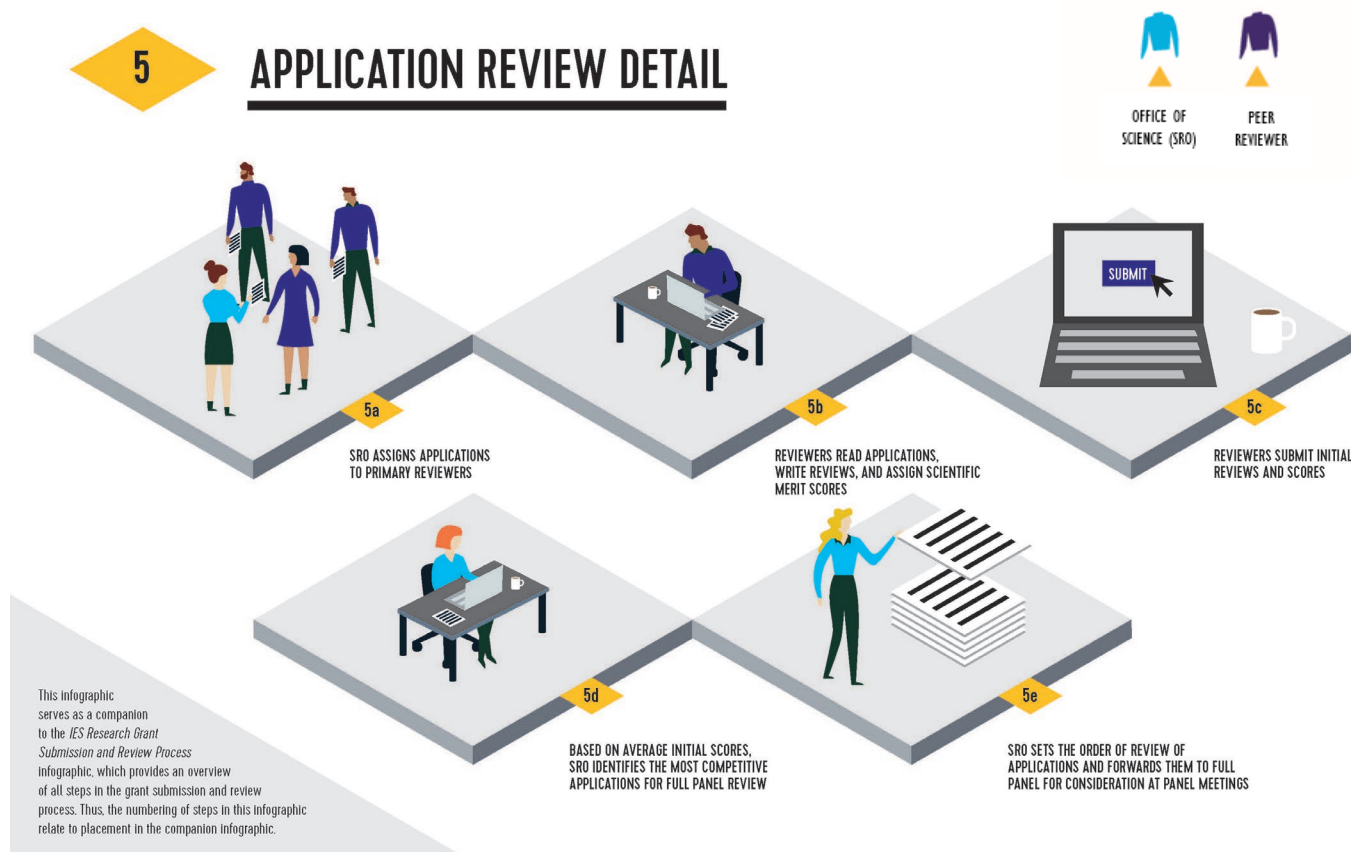 5
APPLICATION REVIEW DETAIL
OFFICE OF
SCIENCE (SRO)
PEER
REVIEWER
SUBMIT
5a
SRO ASSIGNS APPLICATIONS
TO PRIMARY REVIEWERS
5b
REVIEWERS READ APPLICATIONS,
WRITE REVIEWS, AND ASSIGN SCIENTIFIC
MERIT SCORES
5c
REVIEWERS SUBMIT INITIAL
REVIEWS AND SCORES
5d
BASED ON AVERAGE INITIAL SCORES,
SRO IDENTIFIES THE MOST COMPETITIVE
APPLICATIONS FOR FULL PANEL REVIEW
5e
SRO SETS THE ORDER OF REVIEW OF
APPLICATIONS AND FORWARDS THEM TO FULL
PANEL FOR CONSIDERATION AT PANEL MEETINGS
This infographic
serves as a companion
to the IES Research Grant
Submission and Review Process
infographic, which provides an overview
of all steps in the grant submission and review
process. Thus, the numbering of steps in this infographic
relate to placement in the companion infographic.